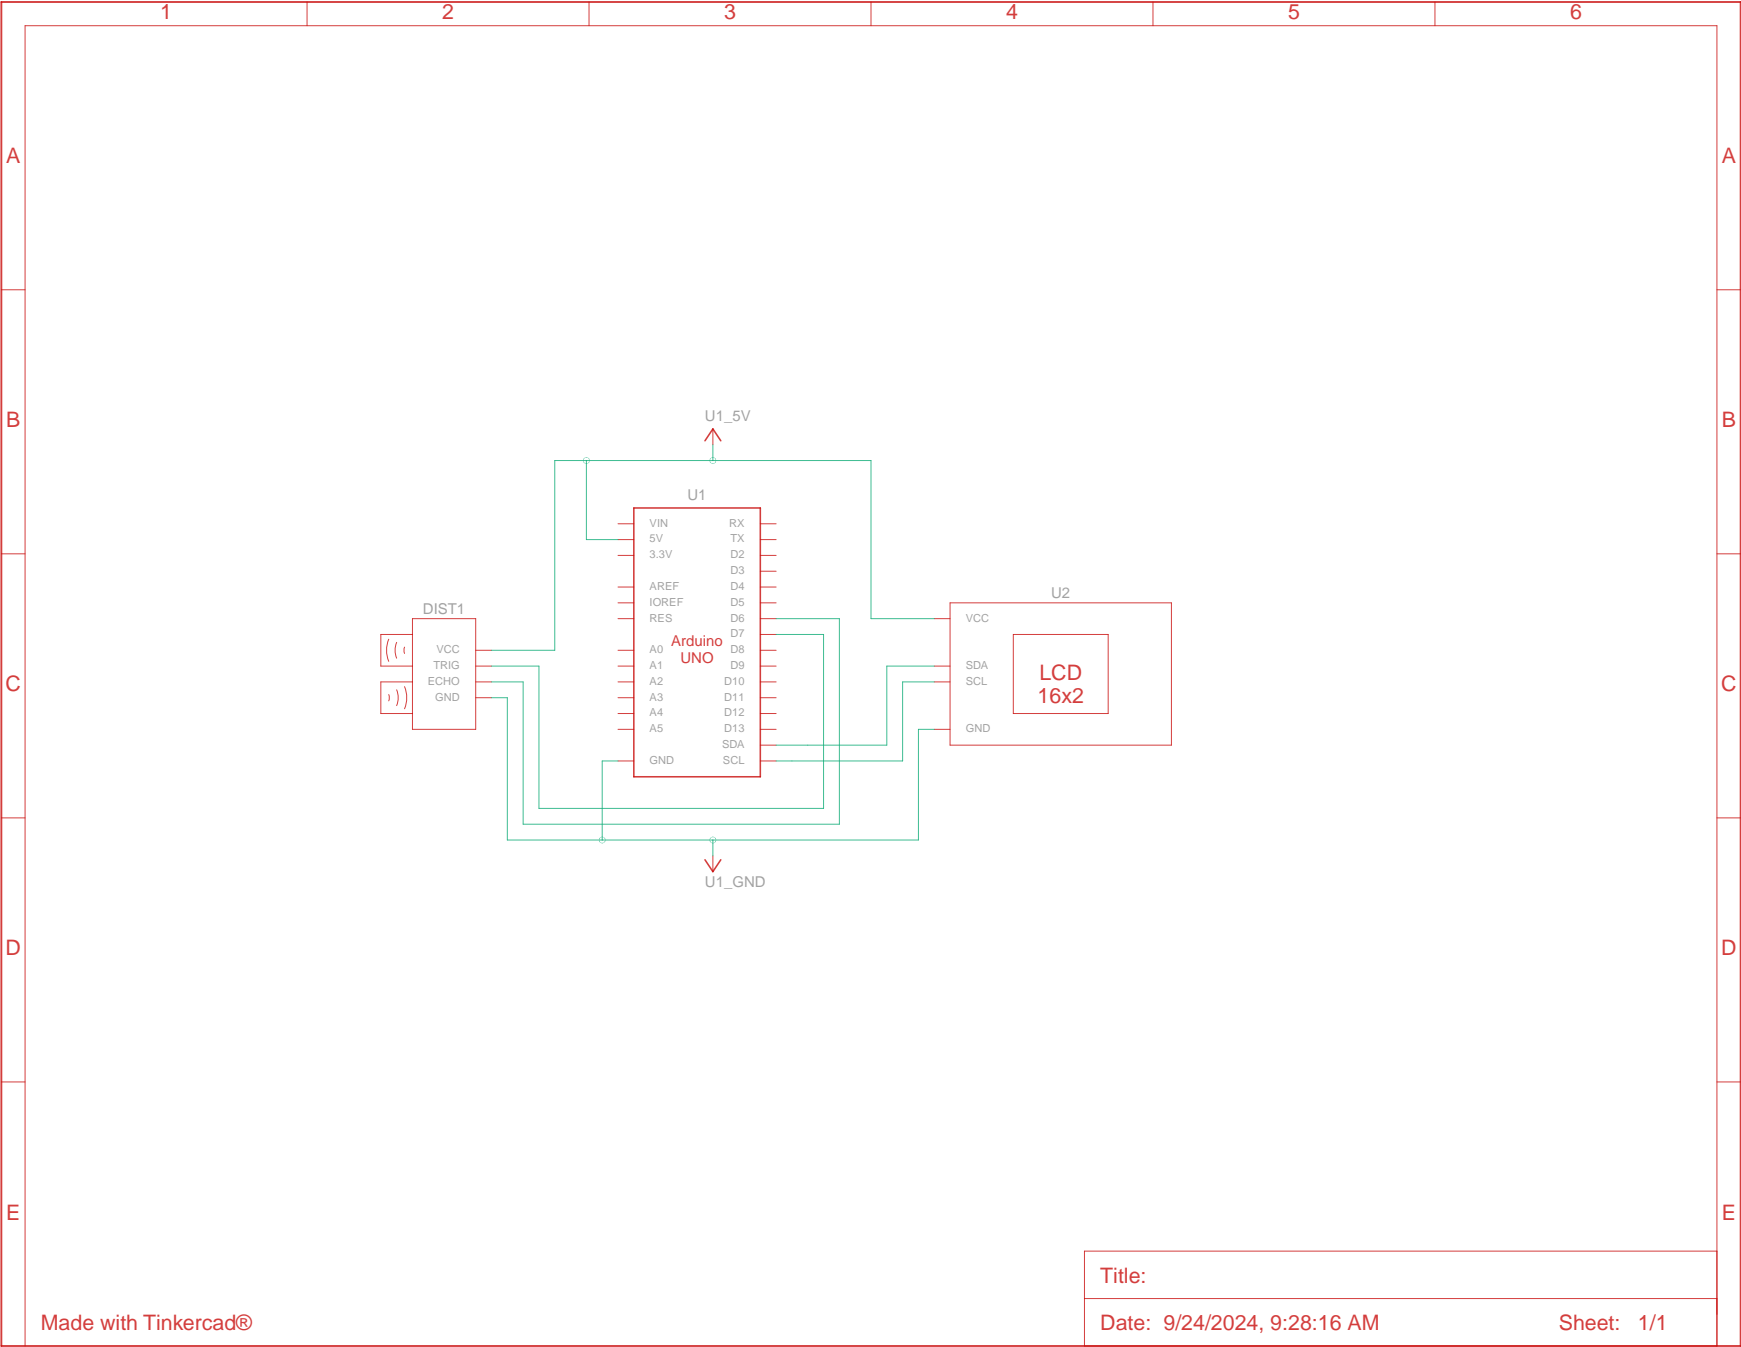 1 2 3 4 5 6
A A
B B
U1_5V
U1
VIN RX
5V TX
3.3V D2
D3
AREF D4
IOREF D5
RES D6
D7
A0 D8
A1 D9
A2 D10
A3 D11
A4 D12
A5 D13
SDA
GND SCL
Arduino
UNO
DIST1
VCC
TRIG
ECHO
GND
U2
VCC
SDA
SCL
GND
LCD
16x2
C C
U1_GND
D D
E E
Title:
Date: 9/24/2024, 9:28:16 AM Sheet: 1/1
Made with Tinkercad®